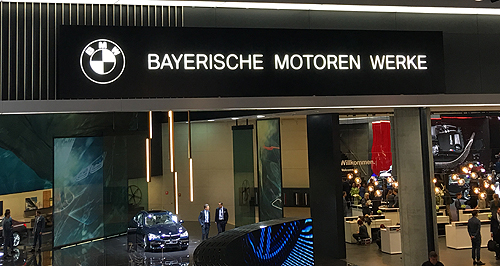 BMW
BAYERISCHE MOTOREN WERKE
Willkommen.